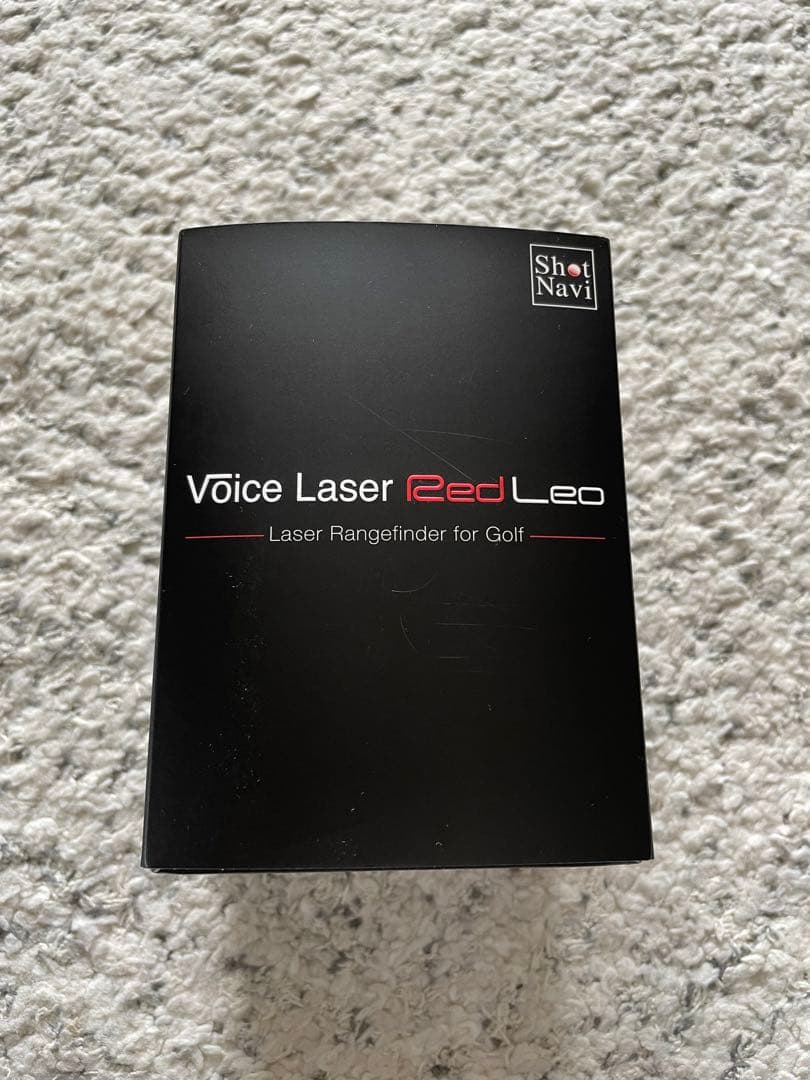 Shot
Navi
Voice Laser Red Leo
Laser Rangefinder for Golf